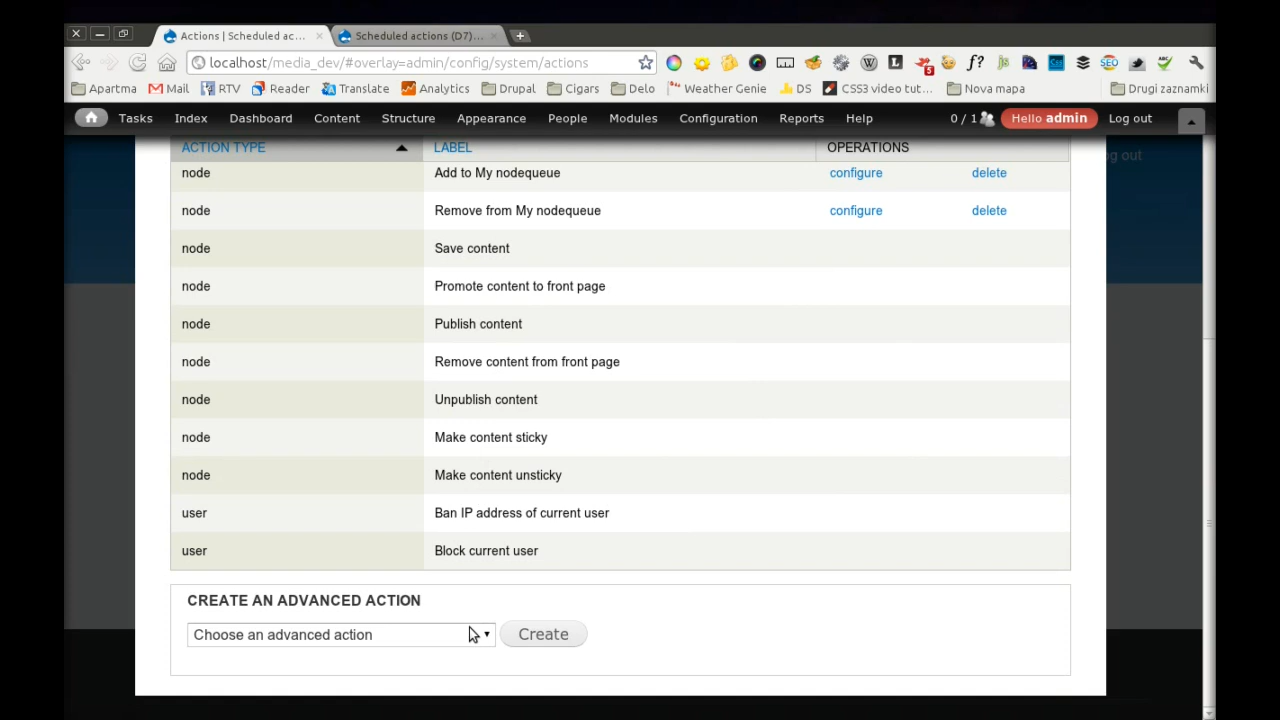 Actions | Scheduled ac... Scheduled actions (D7)...
localhost/media_dev/#overlay=admin/config/system/actions
Apartma Mail RTV Reader Translate Analytics Drupal Cigars Delo Weather Genie DS CSS3 video tut... Nova mapa Drugi zaznamki
Tasks Index Dashboard Content Structure Appearance People Modules Configuration Reports Help 0 / 1 Hello admin Log out
ACTION TYPE LABEL OPERATIONS
og out
node Add to My nodequeue configure delete
node Remove from My nodequeue configure delete
node Save content
node Promote content to front page
node Publish content
node Remove content from front page
node Unpublish content
node Make content sticky
node Make content unsticky
user Ban IP address of current user
user Block current user
CREATE AN ADVANCED ACTION
Choose an advanced action Create